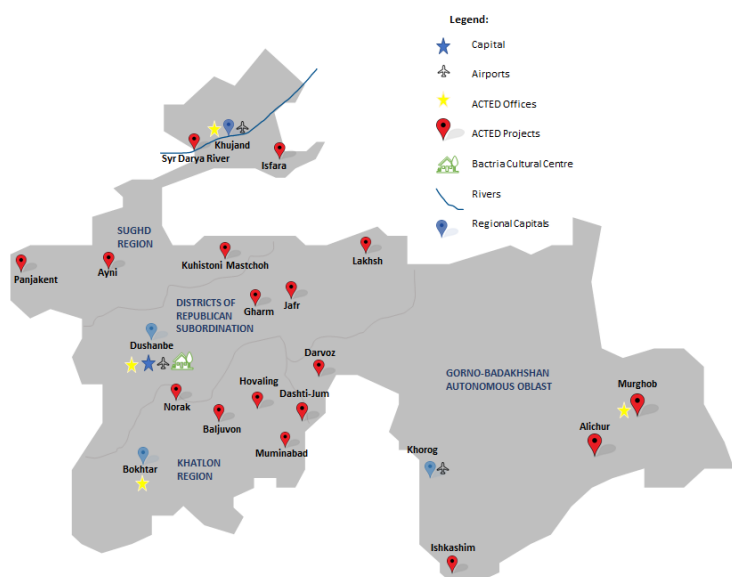 Legend:
Capital
Airports
ACTED Offices
ACTED Projects
Bactria Cultural Centre
Rivers
Regional Capitals
Khujand
Syr Darya River
Isfara
SUGHD
REGION
Panjakent
Ayni
Kuhistoni Mastchoh
Lakhsh
Gharm
Jafr
DISTRICTS OF
REPUBLICAN
SUBORDINATION
Dushanbe
Darvoz
GORNO-BADAKHSHAN
AUTONOMOUS OBLAST
Murghob
Norak
Hovaling
Dashti-Jum
Baljuvon
Alichur
Muminabad
Khorog
Bokhtar
KHATLON
REGION
Ishkashim